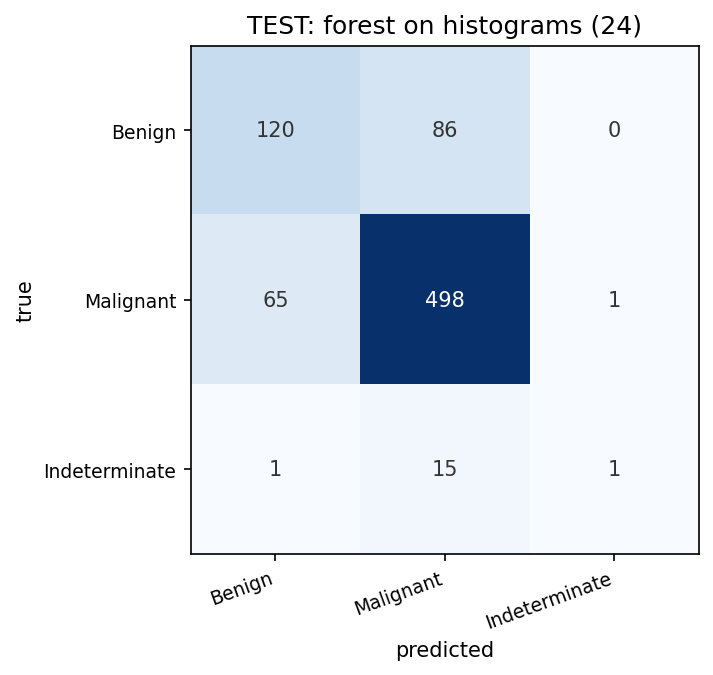 TEST: forest on histograms (24)
Benign 120 86 0
Malignant 65 498 1
Indeterminate 1 15 1
true
Benign Malignant Indeterminate
predicted